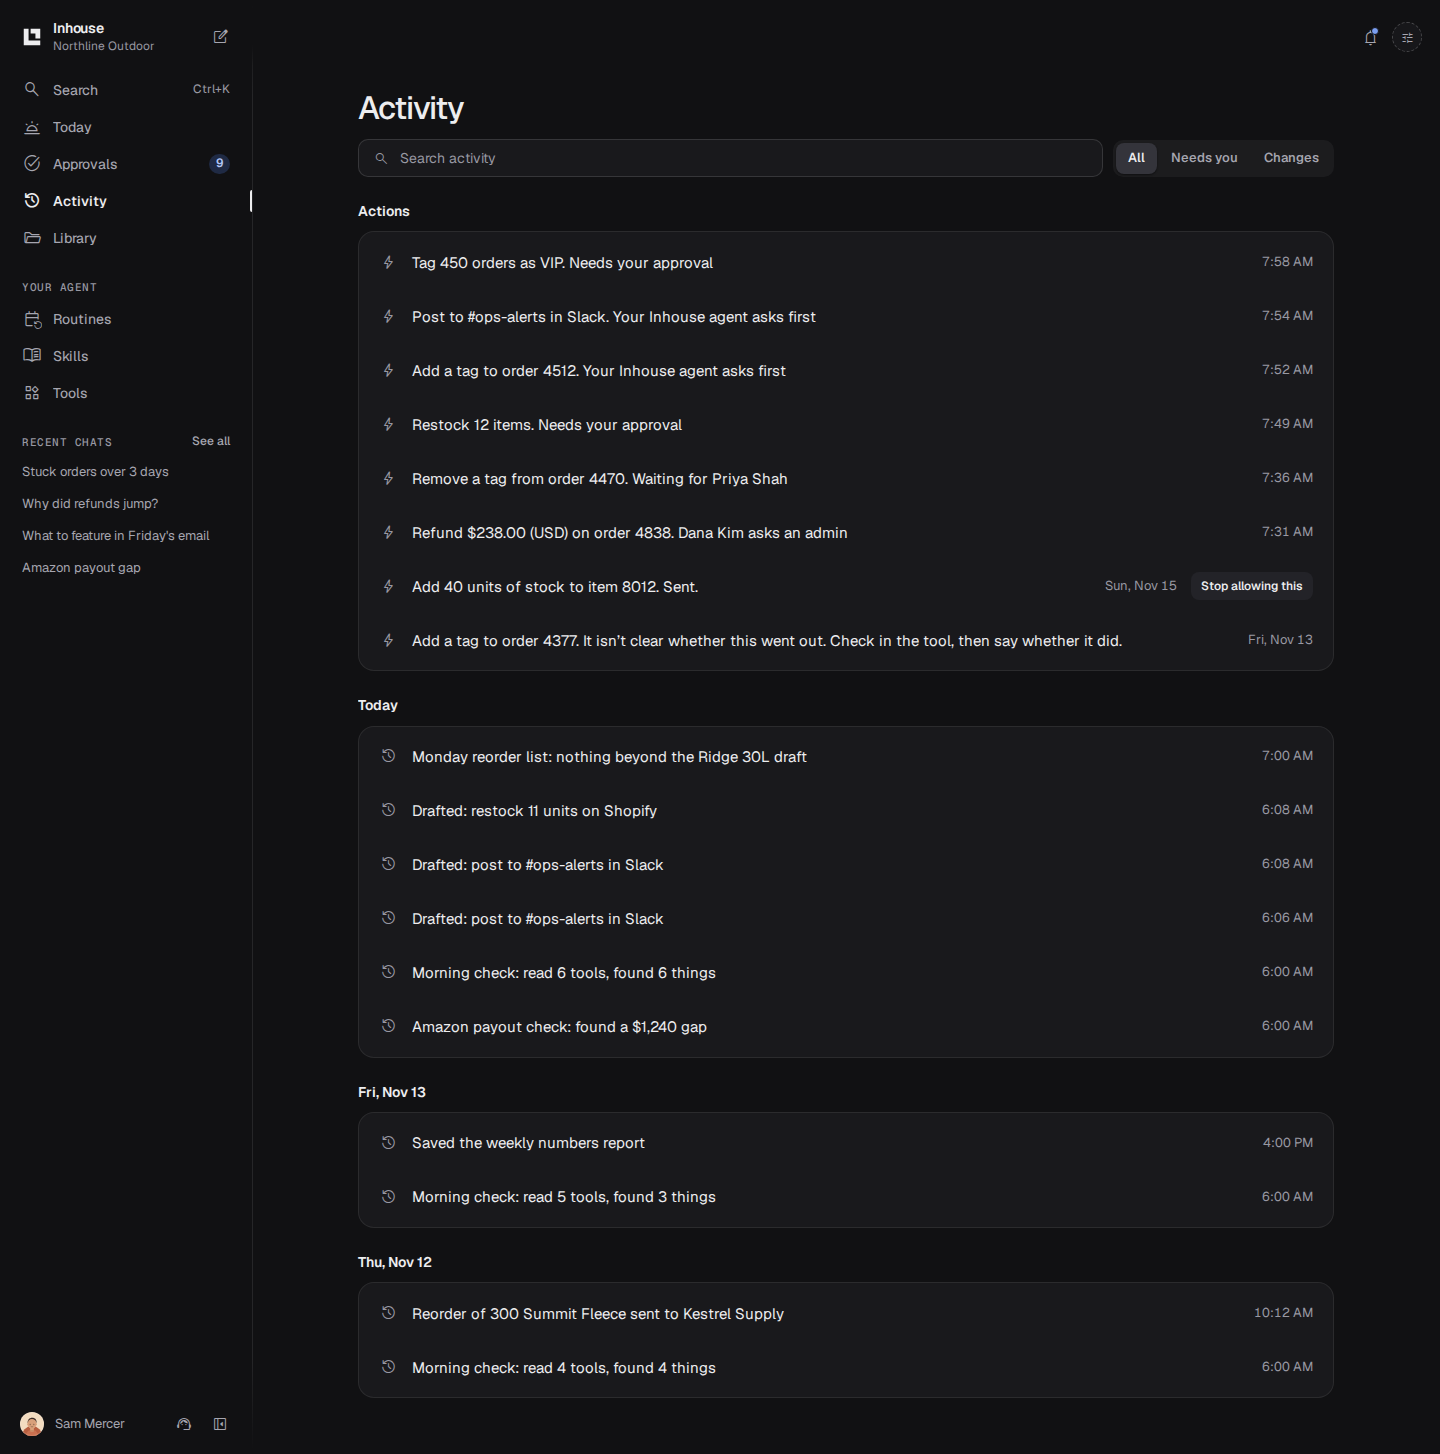 Inhouse
Northline Outdoor
Search Ctrl+K
Today
Approvals 9
Activity
Library
YOUR AGENT
Routines
Skills
Tools
RECENT CHATS See all
Stuck orders over 3 days
Why did refunds jump?
What to feature in Friday's email
Amazon payout gap
Sam Mercer
Activity
Search activity
All Needs you Changes
Actions
Tag 450 orders as VIP. Needs your approval 7:58 AM
Post to #ops-alerts in Slack. Your Inhouse agent asks first 7:54 AM
Add a tag to order 4512. Your Inhouse agent asks first 7:52 AM
Restock 12 items. Needs your approval 7:49 AM
Remove a tag from order 4470. Waiting for Priya Shah 7:36 AM
Refund $238.00 (USD) on order 4838. Dana Kim asks an admin 7:31 AM
Add 40 units of stock to item 8012. Sent. Sun, Nov 15 Stop allowing this
Add a tag to order 4377. It isn’t clear whether this went out. Check in the tool, then say whether it did. Fri, Nov 13
Today
Monday reorder list: nothing beyond the Ridge 30L draft 7:00 AM
Drafted: restock 11 units on Shopify 6:08 AM
Drafted: post to #ops-alerts in Slack 6:08 AM
Drafted: post to #ops-alerts in Slack 6:06 AM
Morning check: read 6 tools, found 6 things 6:00 AM
Amazon payout check: found a $1,240 gap 6:00 AM
Fri, Nov 13
Saved the weekly numbers report 4:00 PM
Morning check: read 5 tools, found 3 things 6:00 AM
Thu, Nov 12
Reorder of 300 Summit Fleece sent to Kestrel Supply 10:12 AM
Morning check: read 4 tools, found 4 things 6:00 AM